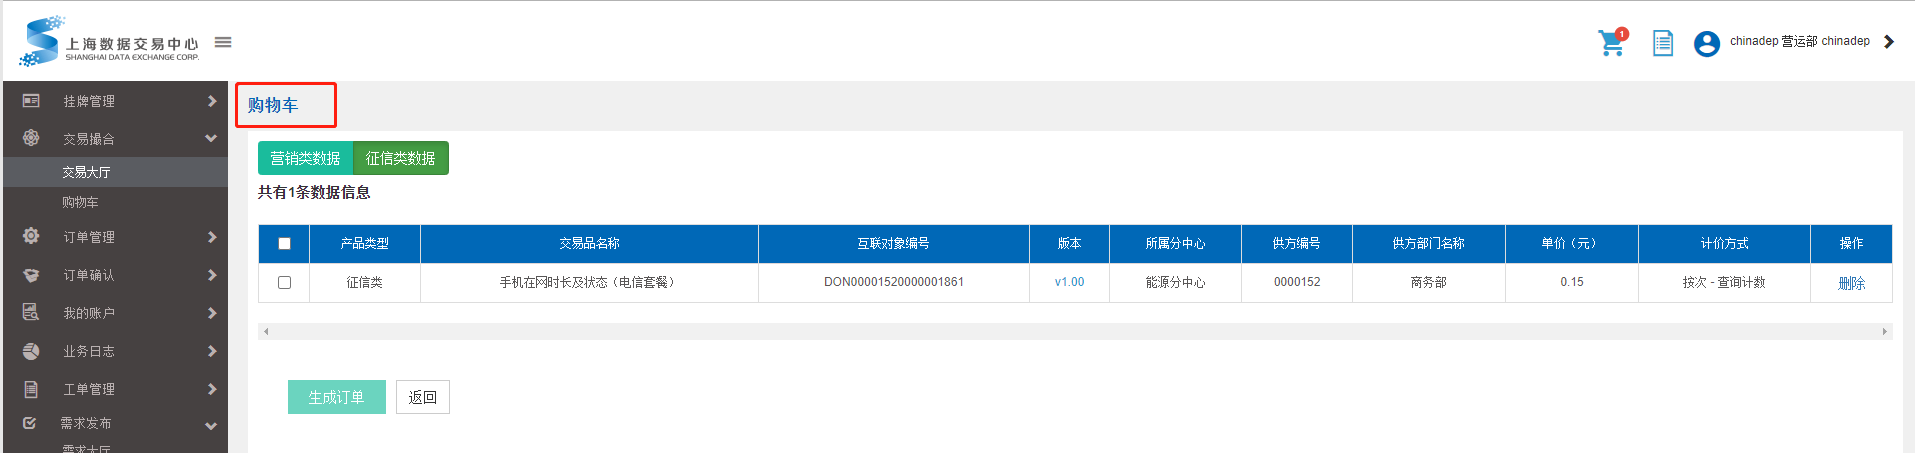 上海数据交易中心
SHANGHAI DATA EXCHANGE CORP.
1
chinadep 营运部 chinadep
挂牌管理
交易撮合
交易大厅
购物车
订单管理
订单确认
我的账户
业务日志
工单管理
需求发布
需求大厅
购物车
营销类数据 征信类数据
共有1条数据信息
产品类型 交易品名称 互联对象编号 版本 所属分中心 供方编号 供方部门名称 单价（元） 计价方式 操作
征信类 手机在网时长及状态（电信套餐） DON00001520000001861 v1.00 能源分中心 0000152 商务部 0.15 按次 - 查询计数 删除
生成订单 返回